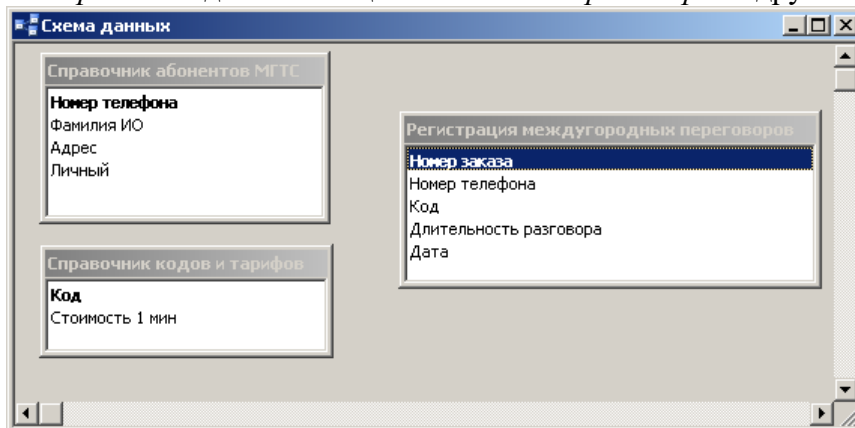 Схема данных
Справочник абонентов МГТС
Номер телефона
Фамилия ИО
Адрес
Личный
Регистрация междугородных переговоров
Номер заказа
Номер телефона
Код
Длительность разговора
Дата
Справочник кодов и тарифов
Код
Стоимость 1 мин